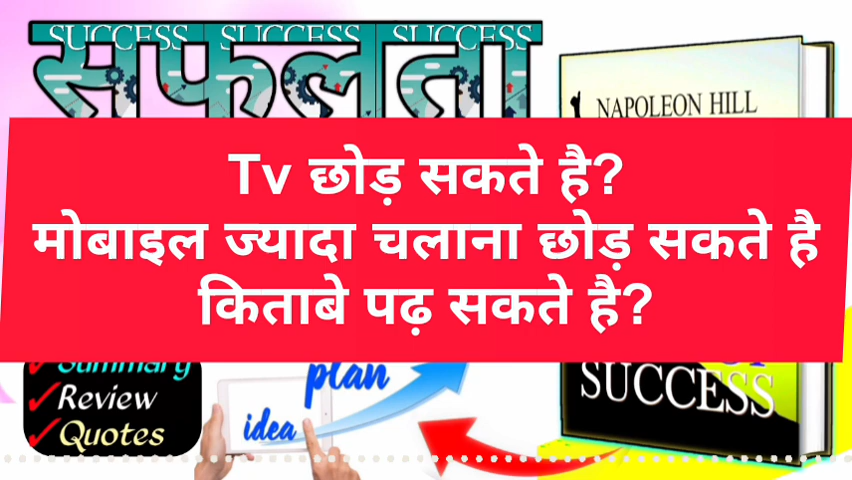 SUCCESS SUCCESS SUCCESS
सफलता
NAPOLEON HILL
Tv छोड़ सकते है?
मोबाइल ज्यादा चलाना छोड़ सकते है
किताबे पढ़ सकते है?
Summary
Review
Quotes
plan
idea
SUCCESS